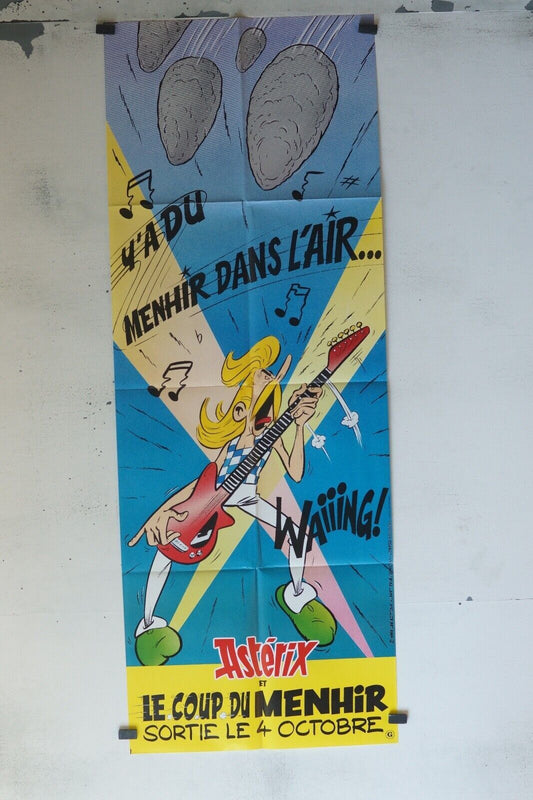 Y'A DU
MENHIR DANS L'AIR...
WAIIING!
Astérix
ET
LE COUP DU MENHIR
SORTIE LE 4 OCTOBRE
G